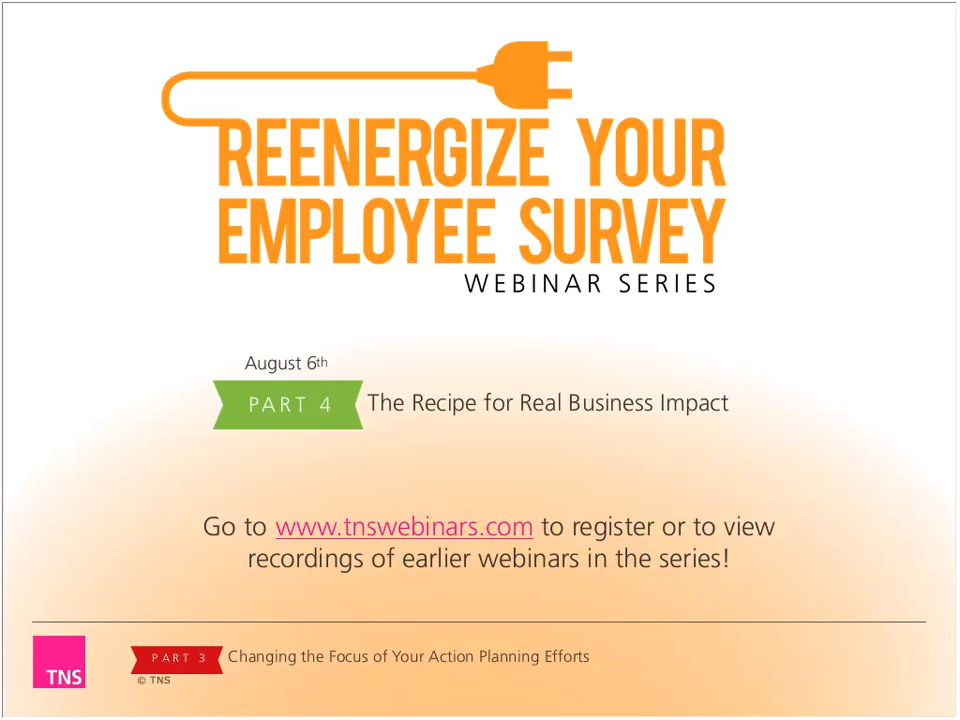 REENERGIZE YOUR
EMPLOYEE SURVEY
WEBINAR SERIES
August 6th
PART 4 The Recipe for Real Business Impact
Go to www.tnswebinars.com to register or to view
recordings of earlier webinars in the series!
TNS
PART 3 Changing the Focus of Your Action Planning Efforts
© TNS